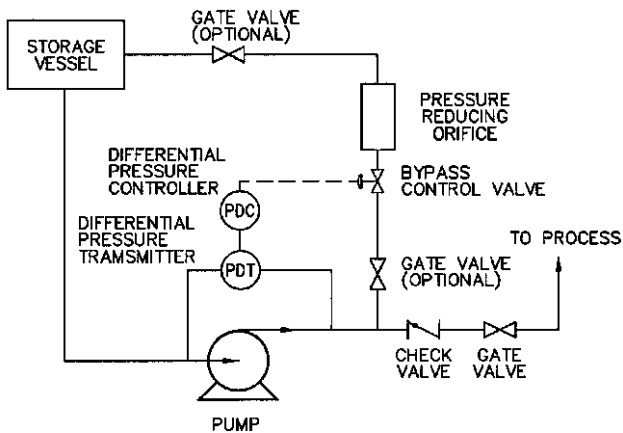 GATE VALVE
(OPTIONAL)
STORAGE
VESSEL
PRESSURE
REDUCING
ORIFICE
DIFFERENTIAL
PRESSURE
CONTROLLER
BYPASS
CONTROL VALVE
PDC
DIFFERENTIAL
PRESSURE
TRAMSMITTER
TO PROCESS
PDT
GATE VALVE
(OPTIONAL)
CHECK
VALVE
GATE
VALVE
PUMP